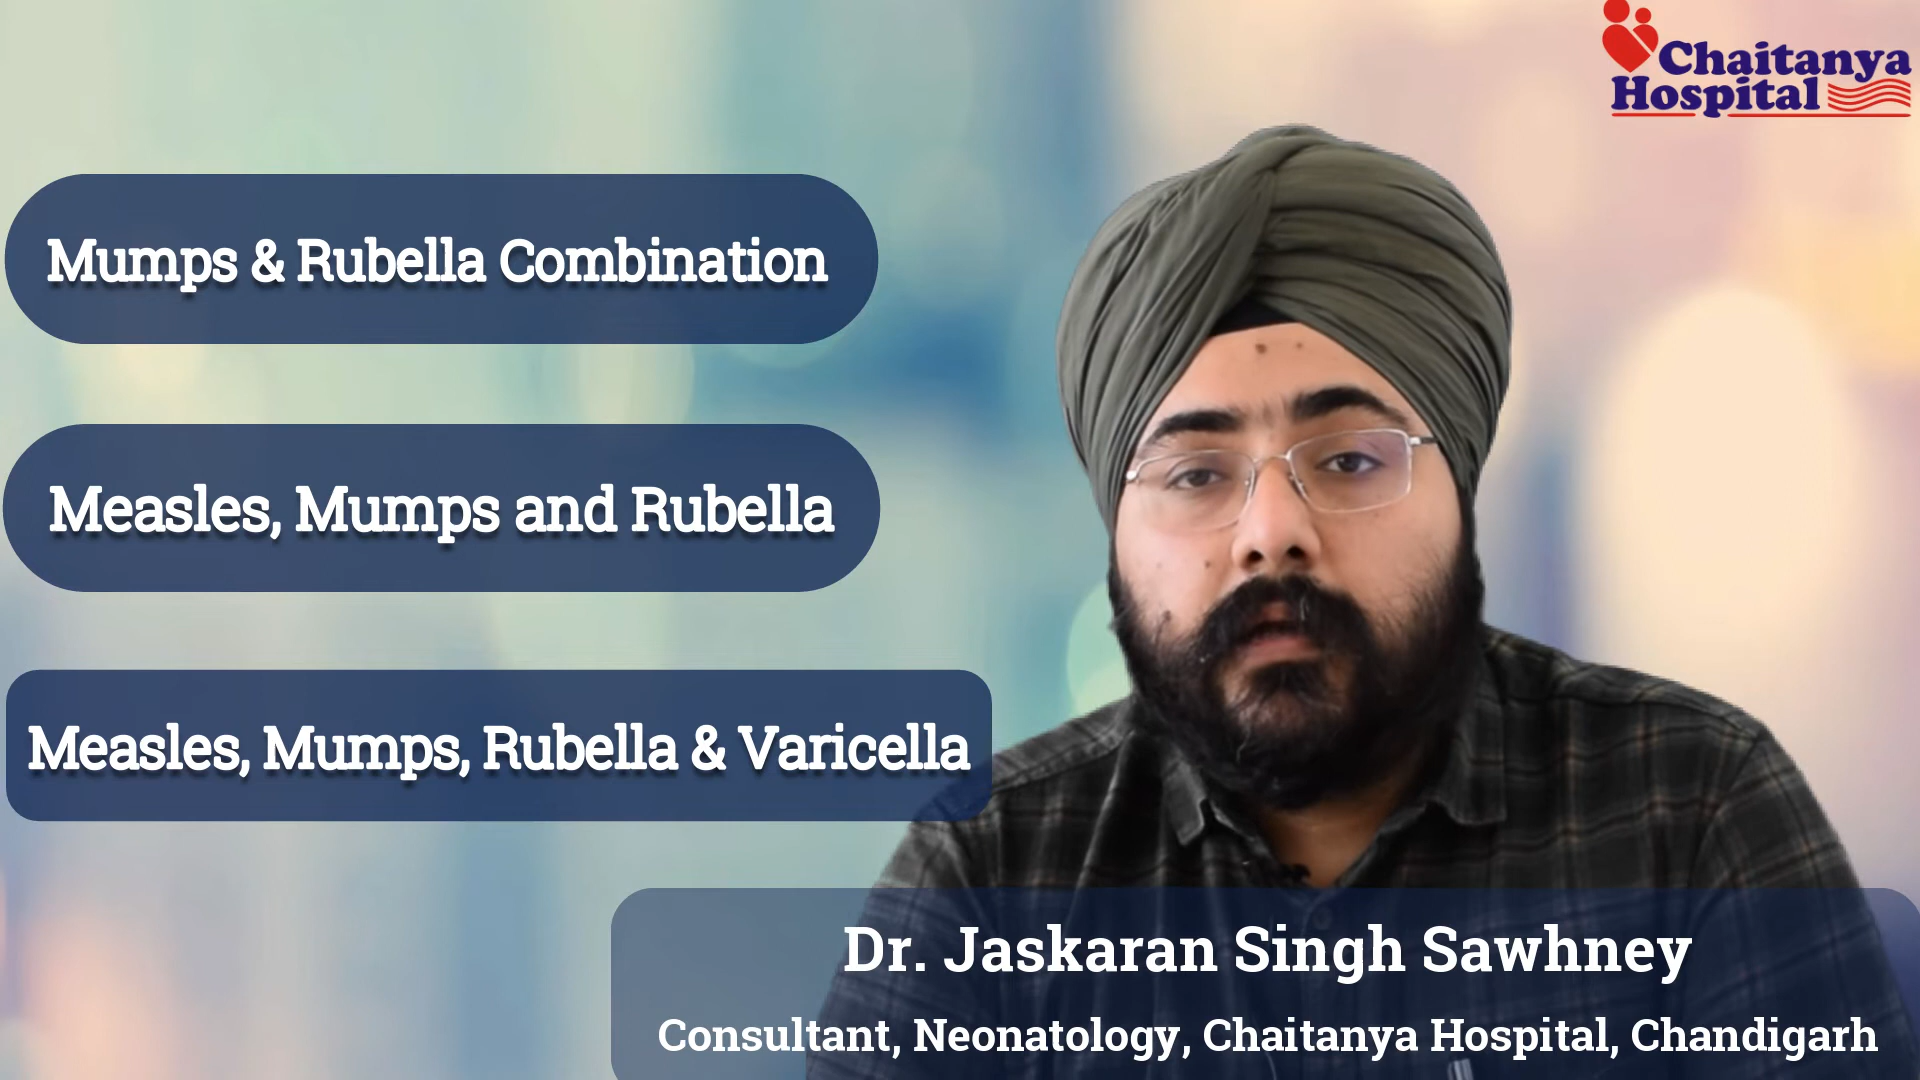 Chaitanya
Hospital
Mumps & Rubella Combination
Measles, Mumps and Rubella
Measles, Mumps, Rubella & Varicella
Dr. Jaskaran Singh Sawhney
Consultant, Neonatology, Chaitanya Hospital, Chandigarh